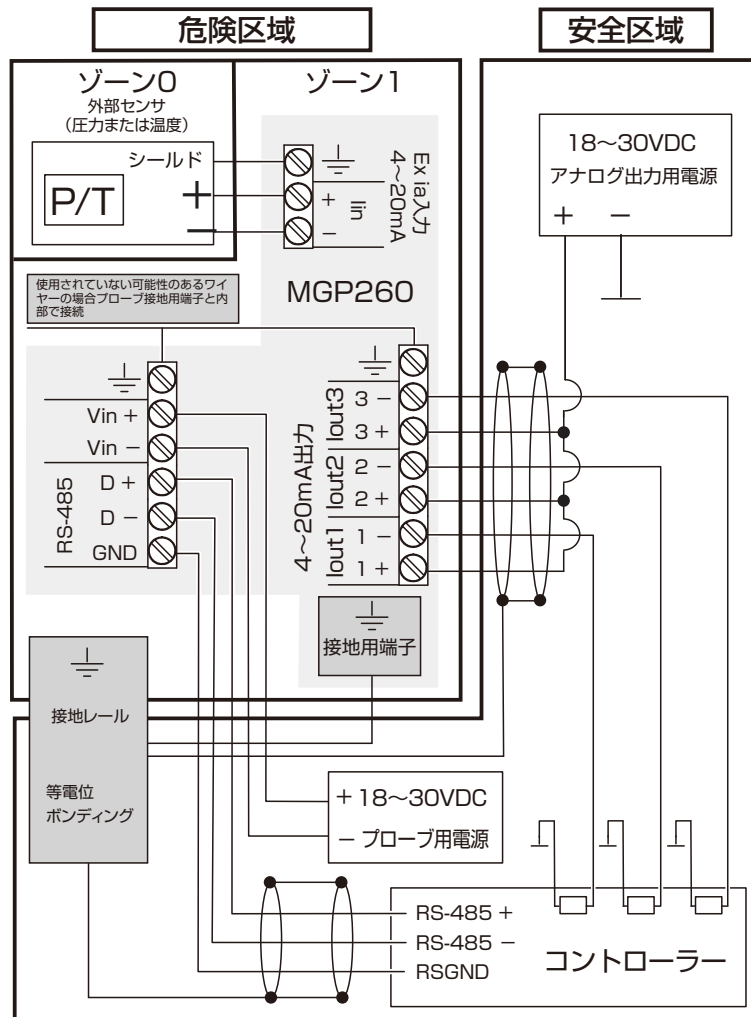 危険区域
安全区域
ゾーン0
外部センサ
(圧力または温度)
シールド
P/T
+
−
ゾーン1
+
−
Iin
Ex ia入力
4〜20mA
MGP260
18〜30VDC
アナログ出力用電源
+ −
使用されていない可能性のあるワイ
ヤーの場合プローブ接地用端子と内
部で接続
Vin +
Vin −
RS-485
D +
D −
GND
4〜20mA出力
Iout3
3 −
3 +
Iout2
2 −
2 +
Iout1
1 −
1 +
接地用端子
接地レール
等電位
ボンディング
+ 18〜30VDC
− プローブ用電源
RS-485 +
RS-485 −
RSGND
コントローラー